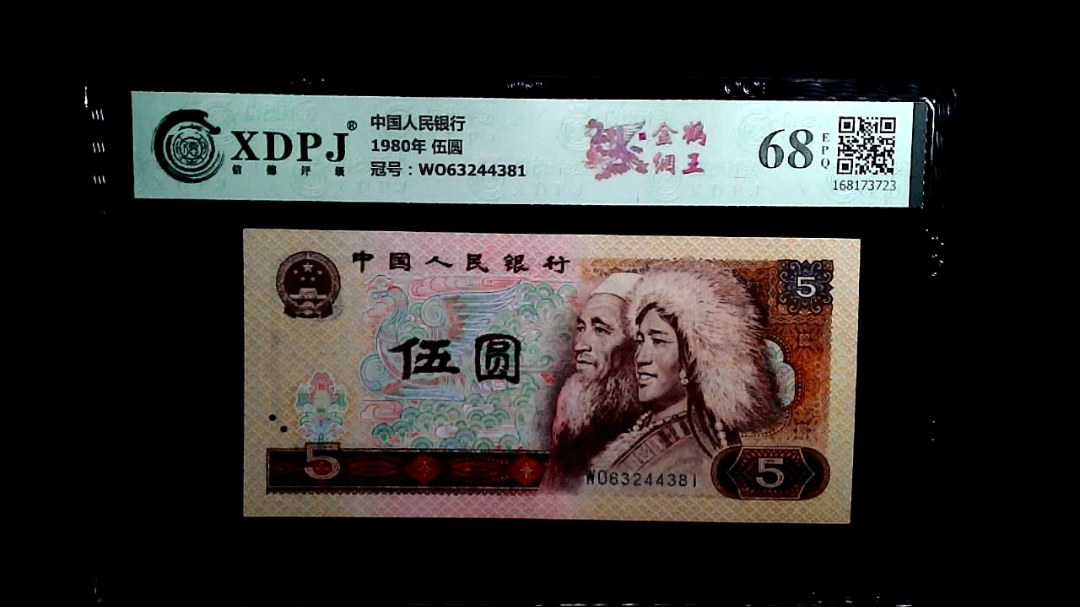 XDPJ®
信德评级
中国人民银行
1980年 伍圆
冠号：WO63244381
金鹤
綱王
68
EPQ
168173723
中国人民银行
5
伍圆
5
WO63244381
5